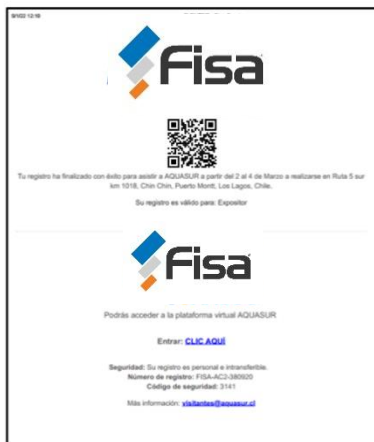 9/1/22 12:10
Fisa
Tu registro ha finalizado con éxito para asistir a AQUASUR a partir del 2 al 4 de Marzo a realizarse en Ruta 5 sur
km 1018, Chin Chin, Puerto Montt, Los Lagos, Chile.
Su registro es válido para: Expositor
Fisa
Podrás acceder a la plataforma virtual AQUASUR
Entrar: CLIC AQUÍ
Seguridad: Su registro es personal e intransferible.
Número de registro: FISA-AC2-380920
Código de seguridad: 3141
Más información: visitantes@aquasur.cl